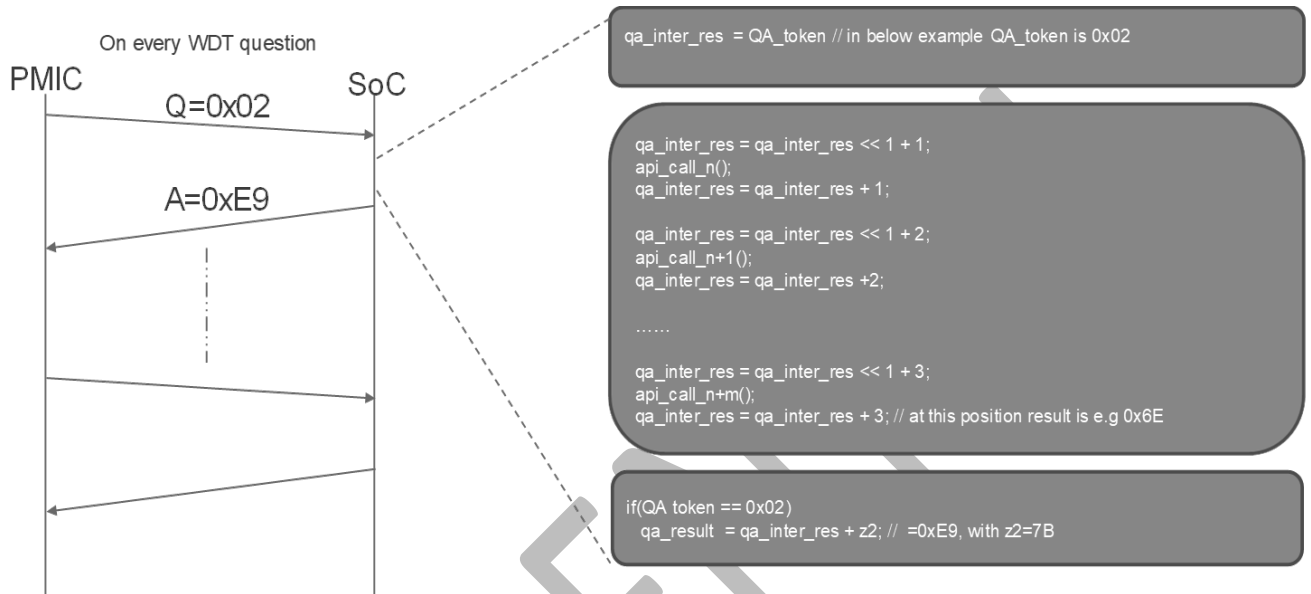 On every WDT question
PMIC
SoC
Q=0x02
A=0xE9
qa_inter_res = QA_token // in below example QA_token is 0x02
qa_inter_res = qa_inter_res << 1 + 1;
api_call_n();
qa_inter_res = qa_inter_res + 1;
qa_inter_res = qa_inter_res << 1 + 2;
api_call_n+1();
qa_inter_res = qa_inter_res +2;
……
qa_inter_res = qa_inter_res << 1 + 3;
api_call_n+m();
qa_inter_res = qa_inter_res + 3; // at this position result is e.g 0x6E
if(QA token == 0x02)
qa_result = qa_inter_res + z2; // =0xE9, with z2=7B